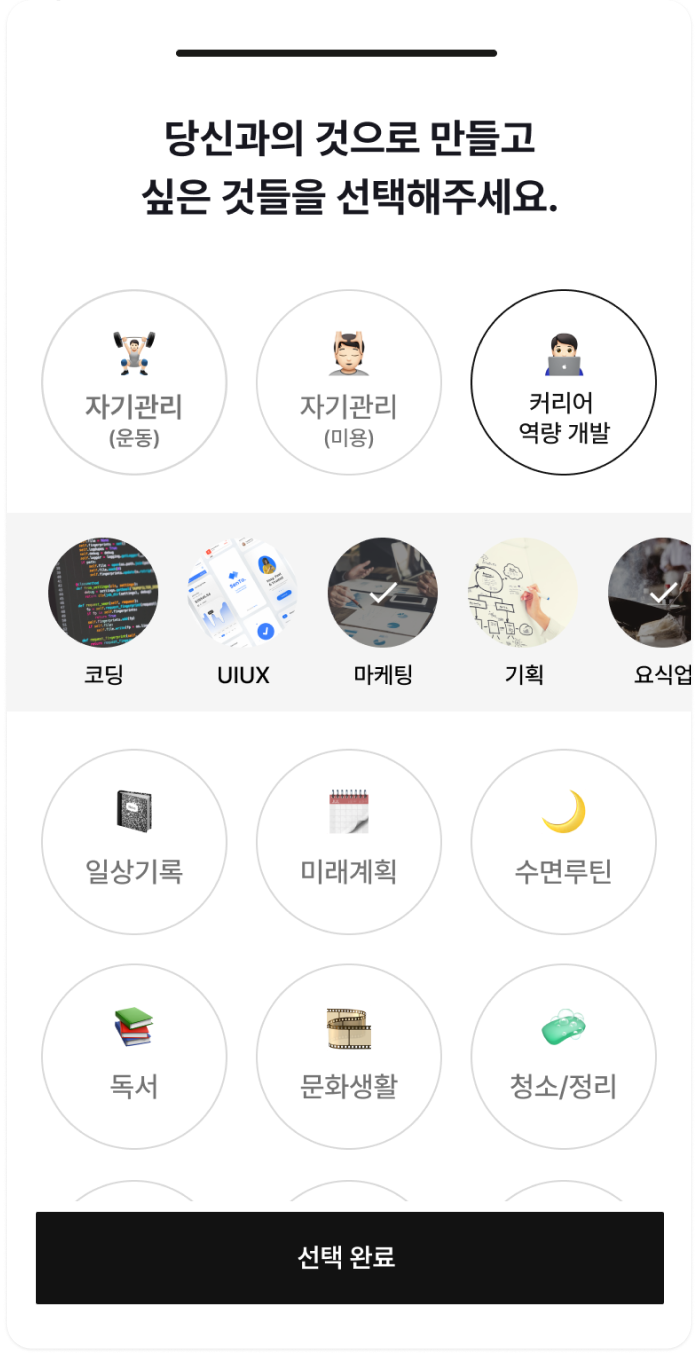 당신과의 것으로 만들고
싶은 것들을 선택해주세요.
자기관리
(운동)
자기관리
(미용)
커리어
역량 개발
코딩
UIUX
마케팅
기획
요식업
일상기록
미래계획
수면루틴
독서
문화생활
청소/정리
선택 완료